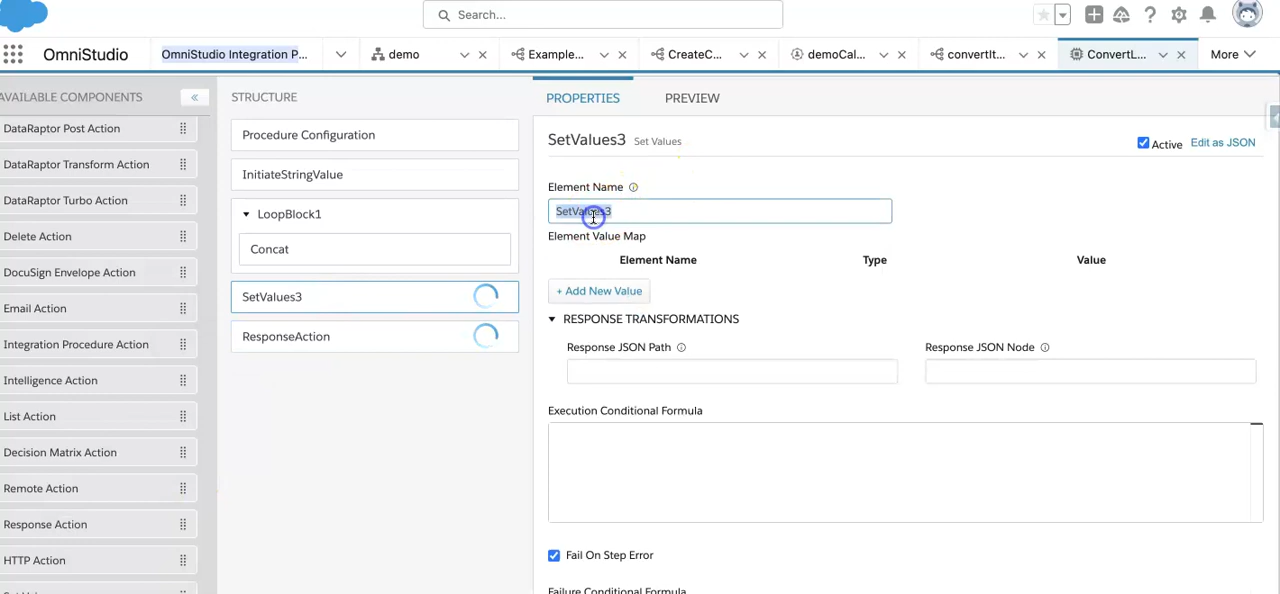 Search...
OmniStudio
OmniStudio Integration P...
demo
Example...
CreateC...
demoCal...
convertIt...
ConvertL...
More
AVAILABLE COMPONENTS
DataRaptor Post Action
DataRaptor Transform Action
DataRaptor Turbo Action
Delete Action
DocuSign Envelope Action
Email Action
Integration Procedure Action
Intelligence Action
List Action
Decision Matrix Action
Remote Action
Response Action
HTTP Action
STRUCTURE
Procedure Configuration
InitiateStringValue
LoopBlock1
Concat
SetValues3
ResponseAction
PROPERTIES
PREVIEW
SetValues3 Set Values
Active
Edit as JSON
Element Name
SetValues3
Element Value Map
Element Name Type Value
+ Add New Value
RESPONSE TRANSFORMATIONS
Response JSON Path
Response JSON Node
Execution Conditional Formula
Fail On Step Error
Failure Conditional Formula